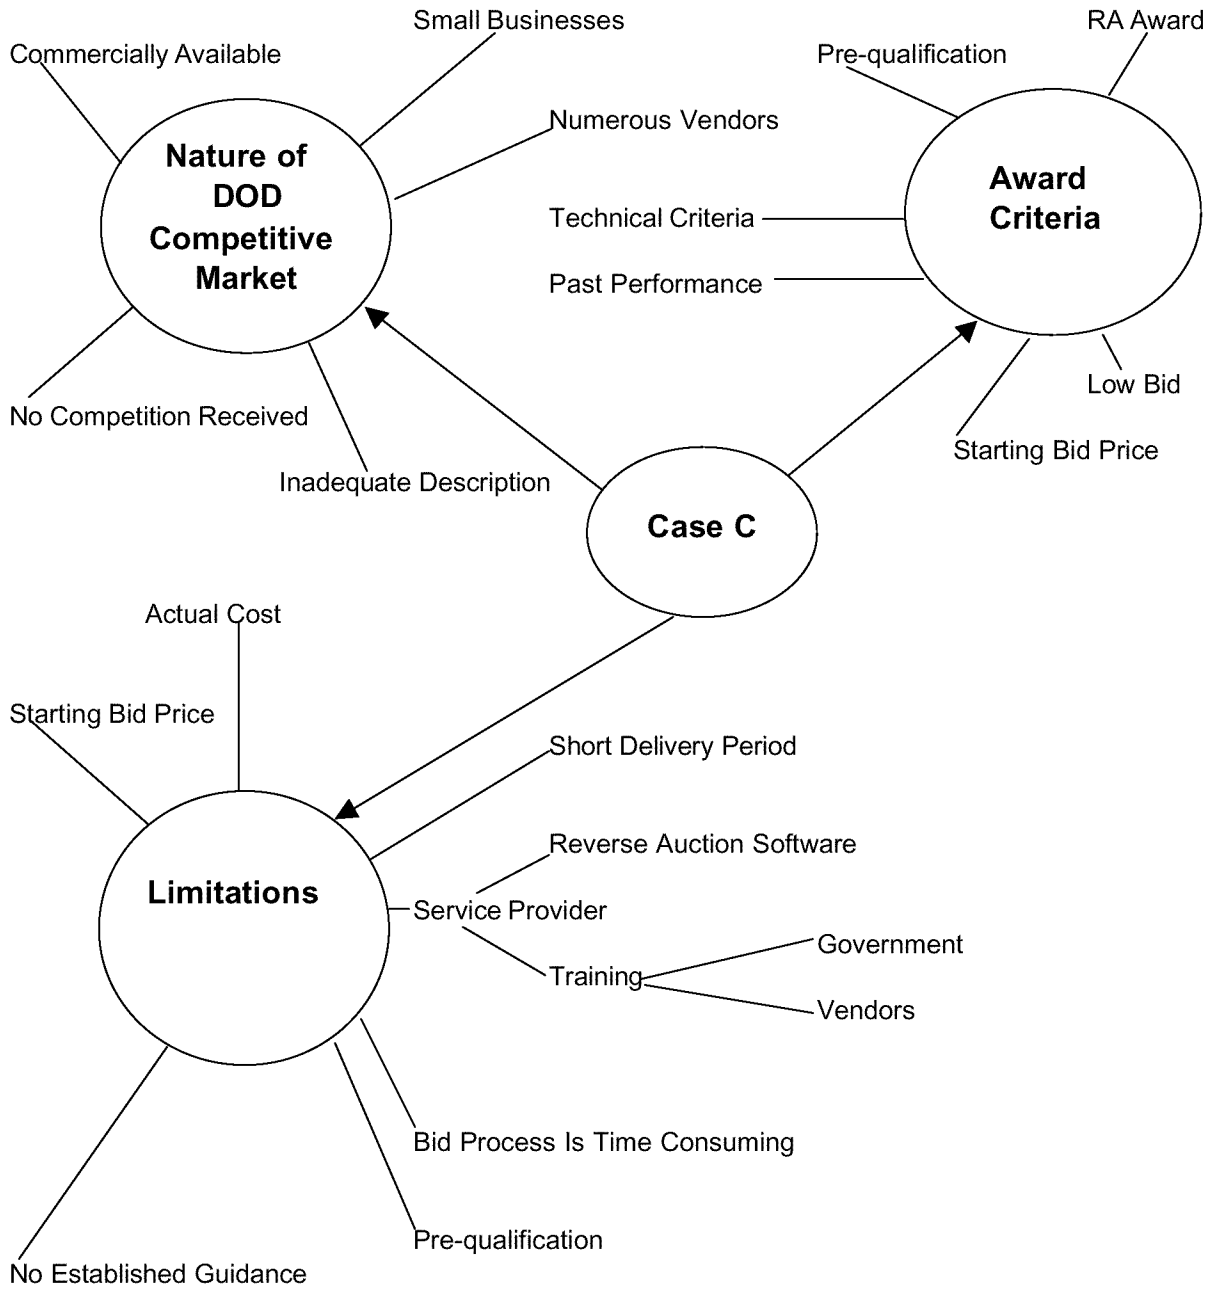 Small Businesses
RA Award
Commercially Available
Pre-qualification
Numerous Vendors
Nature of
DOD
Competitive
Market
Award
Criteria
Technical Criteria
Past Performance
Low Bid
No Competition Received
Starting Bid Price
Inadequate Description
Case C
Actual Cost
Starting Bid Price
Short Delivery Period
Reverse Auction Software
Limitations
Service Provider
Government
Training
Vendors
Bid Process Is Time Consuming
Pre-qualification
No Established Guidance